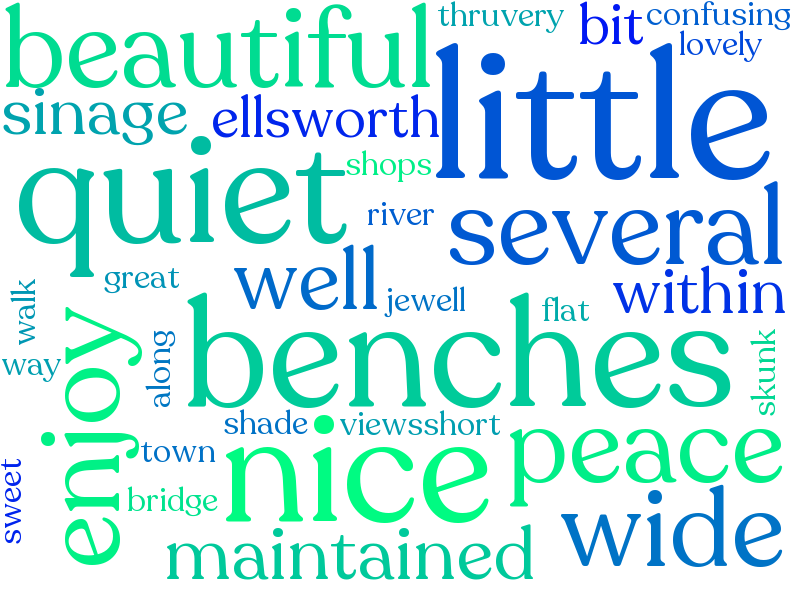 thruvery
bit
confusing
beautiful
lovely
little
sinage
ellsworth
quiet
shops
river
several
well
great
jewell
within
walk
flat
benches
way
along
skunk
enjoy
shade
viewsshort
nice
peace
town
sweet
bridge
wide
maintained